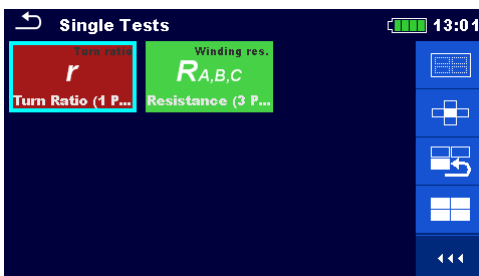 Single Tests
13:01
Turn ratio
r
Turn Ratio (1 P...
Winding res.
RA,B,C
Resistance (3 P...